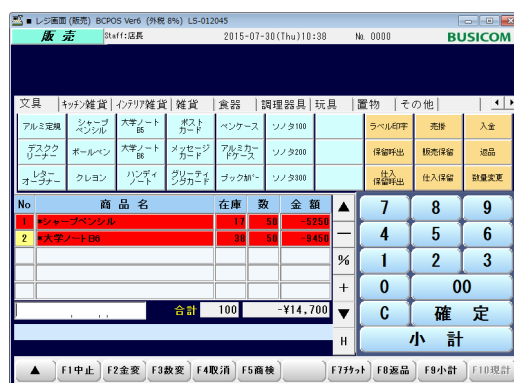 ■ レジ画面 (販売) BCPOS Ver6 (外税 8%) LS-012045
販 売 Staff:店長 2015-07-30(Thu)10:38 No. 0000 BUSICOM
文具 キッチン雑貨 インテリア雑貨 雑貨 食器 調理器具 玩具 置物 その他
アルミ定規 シャープペンシル 大学ノートB5 ポストカード ペンケース ソノタ100 ラベル印字 売掛 入金
デスククリーナー ボールペン 大学ノートB6 メッセージカード アルミカードケース ソノタ200 保留呼出 販売保留 返品
レターオープナー クレヨン ハンディノート グリーティングカード ブックカバー ソノタ300 仕入保留呼出 仕入保留 数量変更
No 商 品 名 在庫 数 金 額 ▲ 7 8 9
1 *シャープペンシル 17 50 -5250
2 *大学ノートB6 38 50 -9450 — 4 5 6
% 1 2 3
+ 0 00
合計 100 -¥14,700 ▼ C 確 定
H 小 計
▲ F1中止 F2金変 F3数変 F4取消 F5商検 F7チケット F8返品 F9小計 F10現計